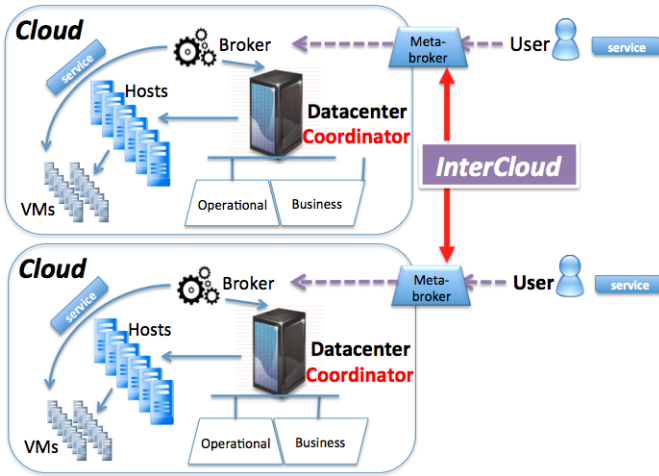 Cloud
Broker
Meta-
broker
User
service
service
Hosts
Datacenter
Coordinator
InterCloud
VMs
Operational
Business
Cloud
Broker
Meta-
broker
User
service
service
Hosts
Datacenter
Coordinator
VMs
Operational
Business